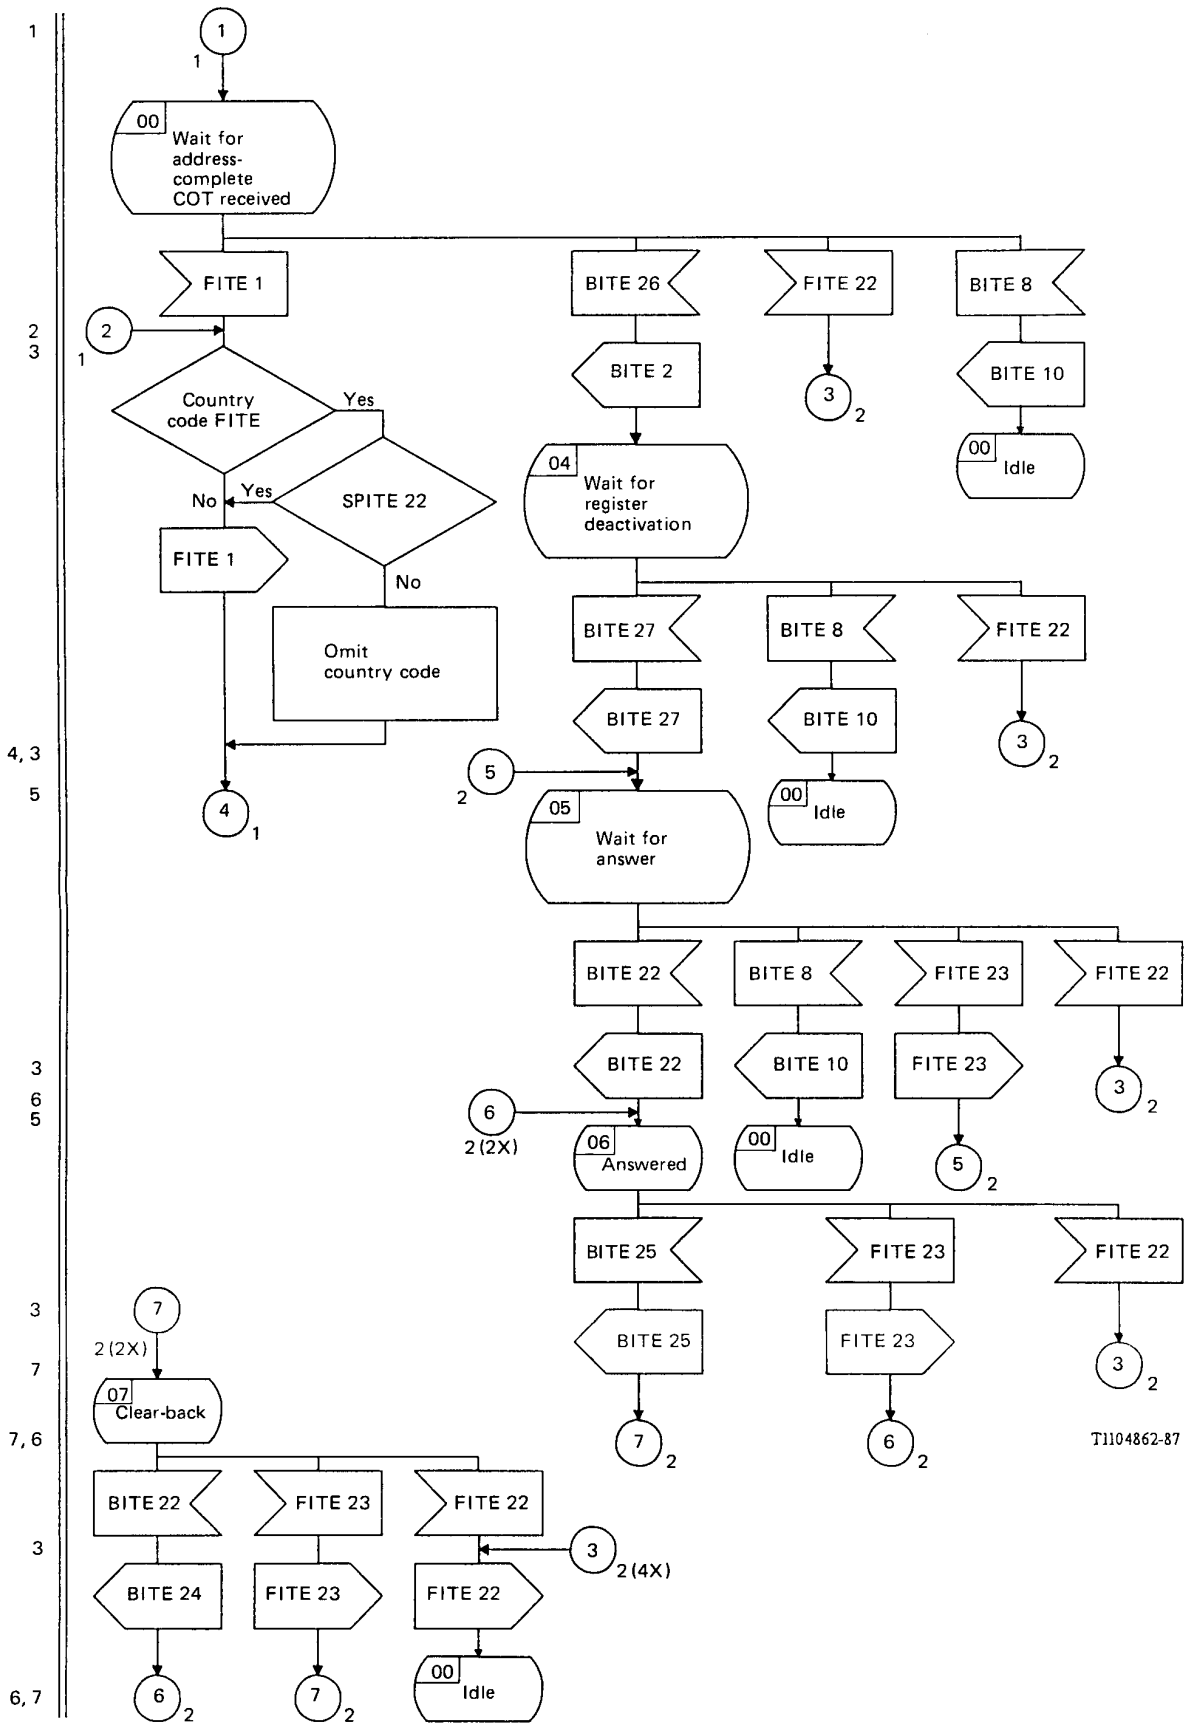 1
1
1
00
Wait for
address-
complete
COT received
FITE 1
BITE 26
FITE 22
BITE 8
2
3
2
1
BITE 2
3
2
BITE 10
Country
code FITE
Yes
00
Idle
No
Yes
SPITE 22
04
Wait for
register
deactivation
FITE 1
No
Omit
country code
BITE 27
BITE 8
FITE 22
BITE 27
BITE 10
3
2
4, 3
5
5
2
4
1
00
Idle
05
Wait for
answer
BITE 22
BITE 8
FITE 23
FITE 22
3
6
5
BITE 22
BITE 10
FITE 23
3
2
6
2 (2X)
06
Answered
00
Idle
5
2
BITE 25
FITE 23
FITE 22
3
7
2 (2X)
BITE 25
FITE 23
3
2
7
07
Clear-back
7, 6
7
2
6
2
T1104862-87
BITE 22
FITE 23
FITE 22
3
3
2 (4X)
BITE 24
FITE 23
FITE 22
6, 7
6
2
7
2
00
Idle